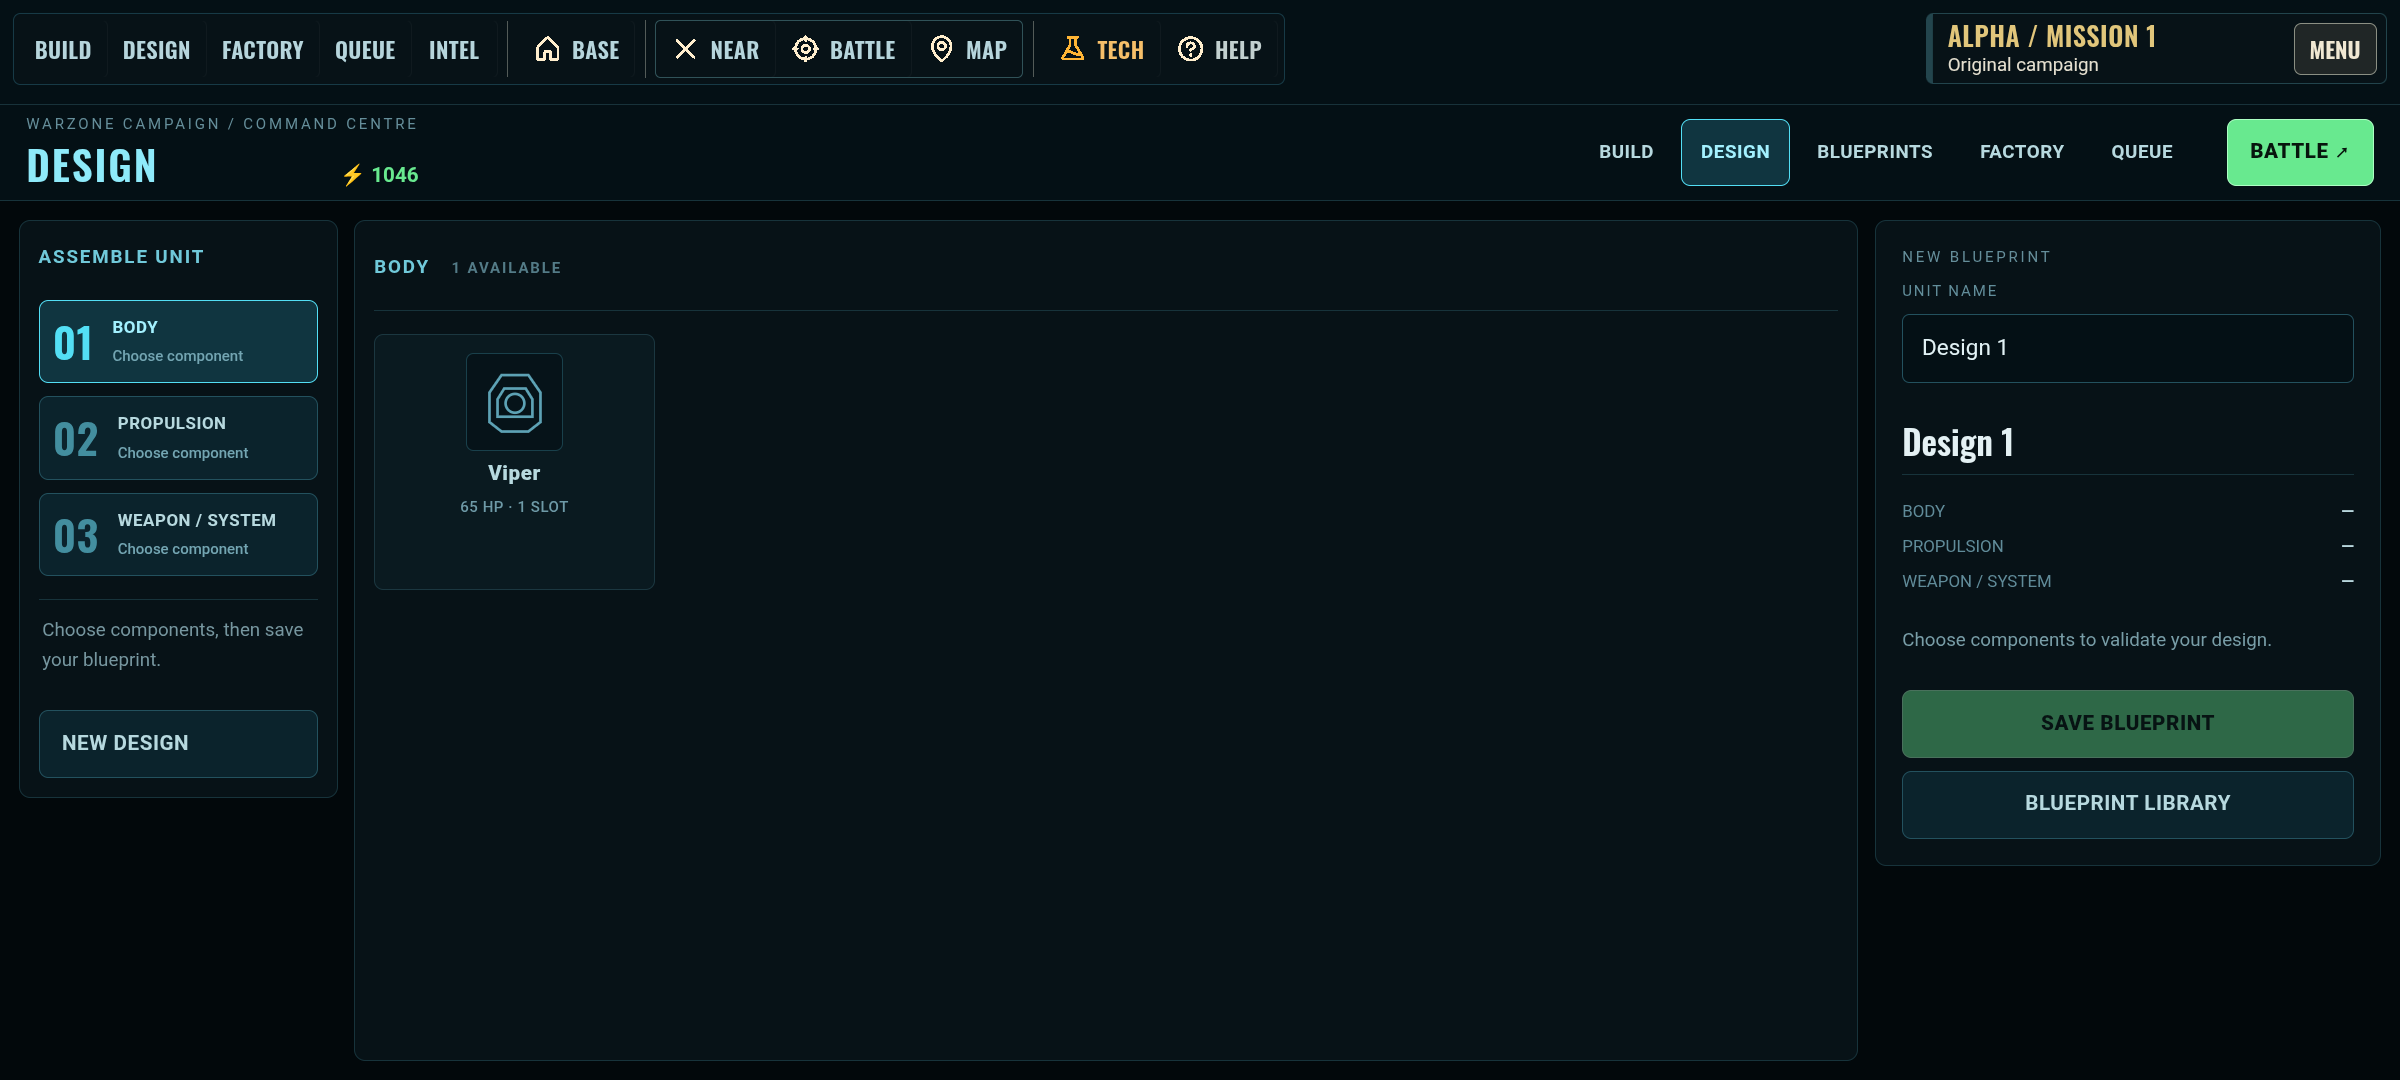 BUILD DESIGN FACTORY QUEUE INTEL BASE NEAR BATTLE MAP TECH HELP
ALPHA / MISSION 1
Original campaign
MENU
WARZONE CAMPAIGN / COMMAND CENTRE
DESIGN
⚡ 1046
BUILD DESIGN BLUEPRINTS FACTORY QUEUE BATTLE ↗
ASSEMBLE UNIT
01 BODY
Choose component
02 PROPULSION
Choose component
03 WEAPON / SYSTEM
Choose component
Choose components, then save
your blueprint.
NEW DESIGN
BODY 1 AVAILABLE
Viper
65 HP · 1 SLOT
NEW BLUEPRINT
UNIT NAME
Design 1
Design 1
BODY —
PROPULSION —
WEAPON / SYSTEM —
Choose components to validate your design.
SAVE BLUEPRINT
BLUEPRINT LIBRARY